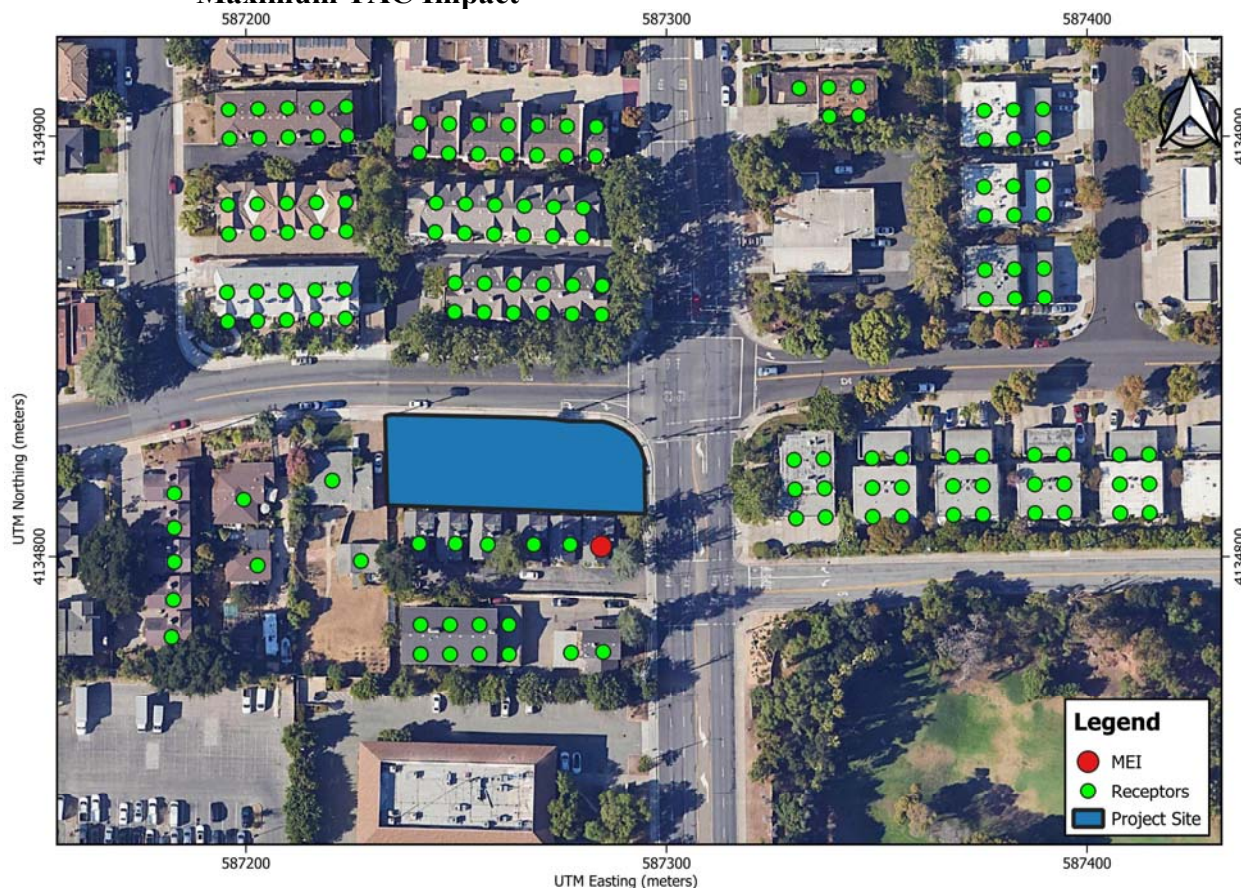 Maximum TAC Impact
587200 587300 587400
4134900 4134900
N
UTM Northing (meters)
4134800 4134800
Legend
MEI
Receptors
Project Site
587200 587300 587400
UTM Easting (meters)